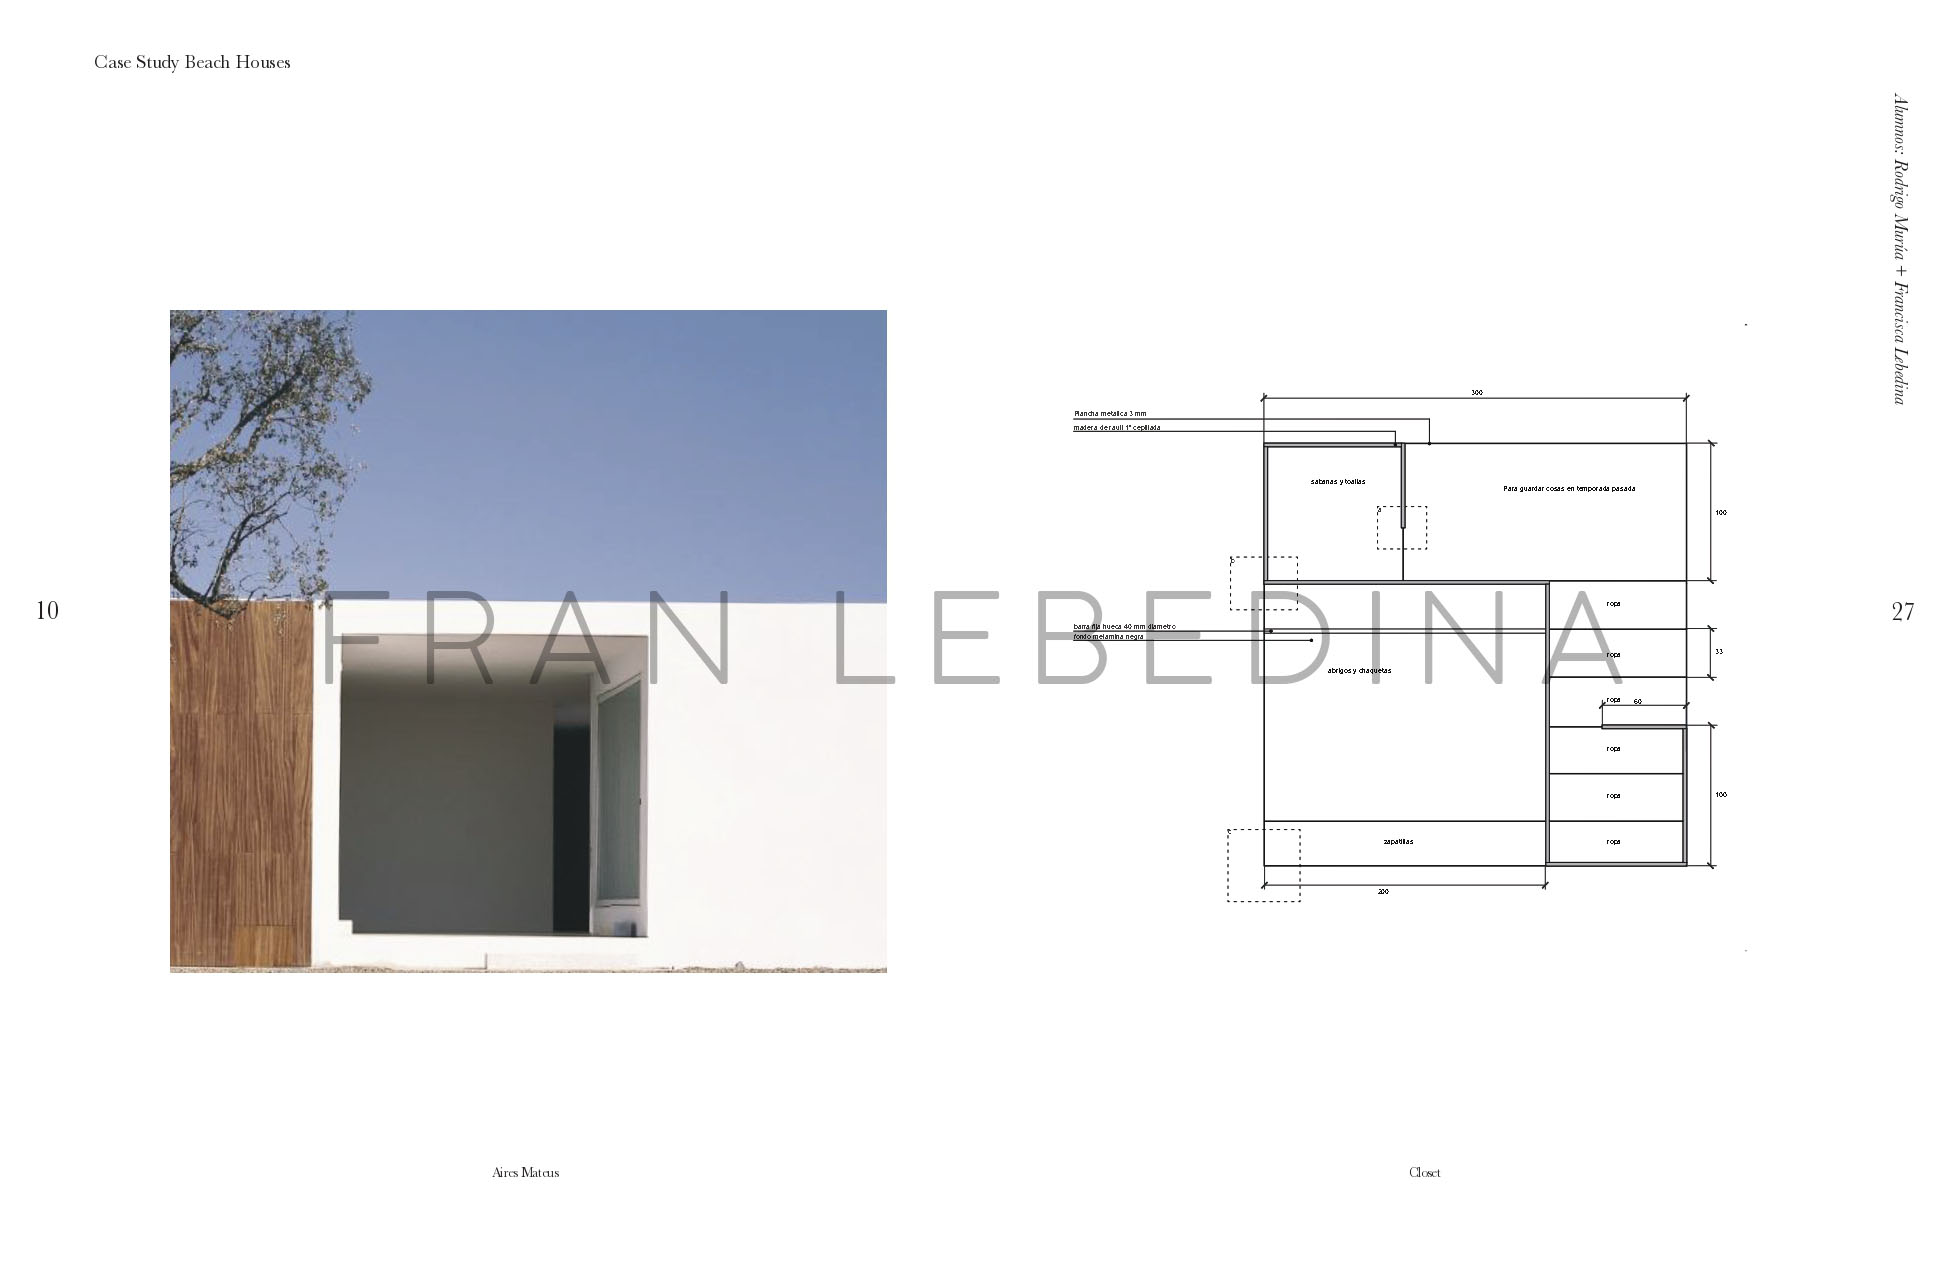 Case Study Beach Houses
Alumnos: Rodrigo Murúa + Francisca Lebedina
300
Plancha metalica 3 mm
madera de rauli 1" cepillada
sabanas y toallas
Para guardar cosas en temporada pasada
100
ropa
10
FRAN LEBEDINA
27
barra fija hueca 40 mm diametro
fondo melamina negra
ropa
33
abrigos y chaquetas
ropa
60
ropa
ropa
100
zapatillas
ropa
200
Aires Mateus
Closet